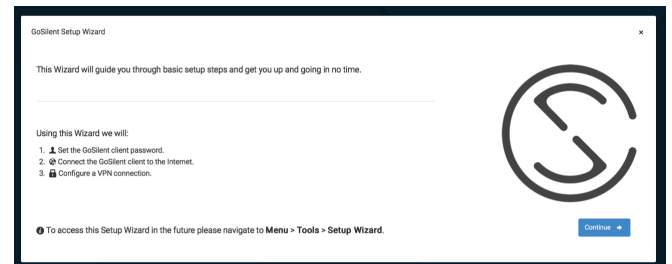 GoSilent Setup Wizard
×
This Wizard will guide you through basic setup steps and get you up and going in no time.
Using this Wizard we will:
1. Set the GoSilent client password.
2. Connect the GoSilent client to the Internet.
3. Configure a VPN connection.
To access this Setup Wizard in the future please navigate to Menu > Tools > Setup Wizard.
Continue